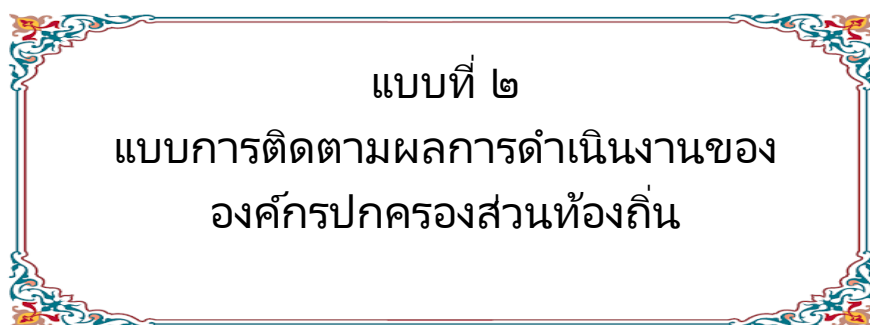 แบบที่ ๒
แบบการติดตามผลการดำเนินงานของ
องค์กรปกครองส่วนท้องถิ่น